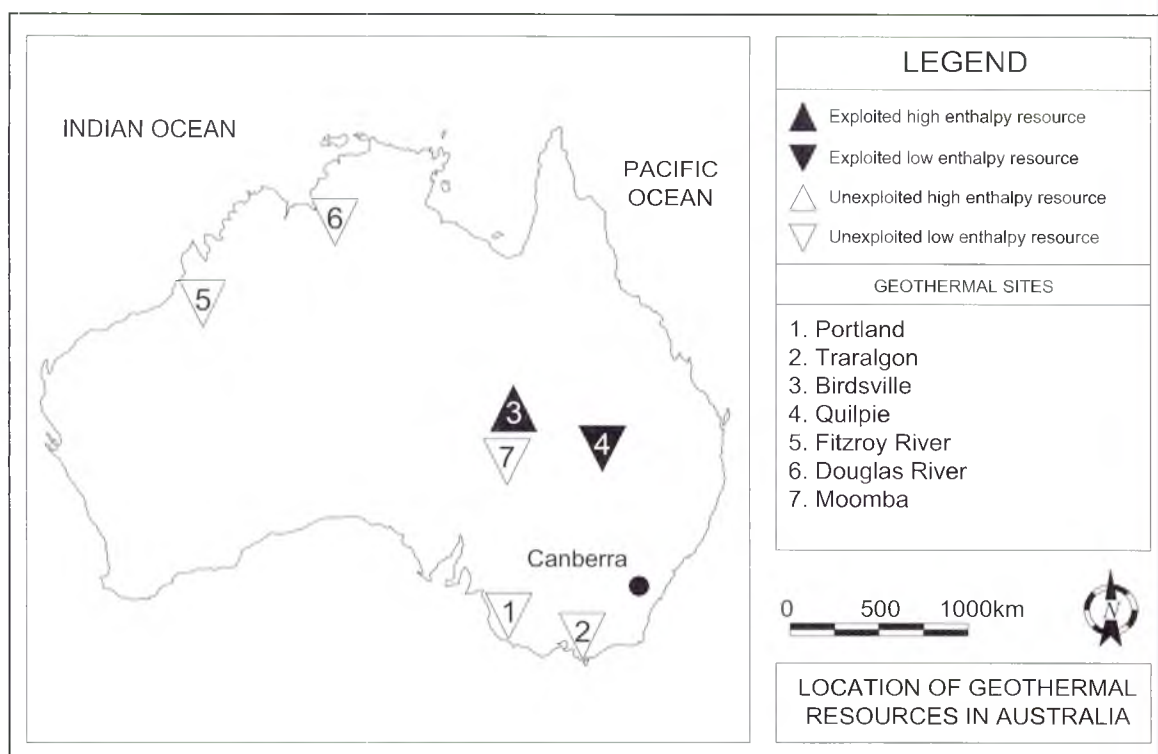 INDIAN OCEAN
PACIFIC
OCEAN
6
5
3
4
7
Canberra
1
2
LEGEND
Exploited high enthalpy resource
Exploited low enthalpy resource
Unexploited high enthalpy resource
Unexploited low enthalpy resource
GEOTHERMAL SITES
1. Portland
2. Traralgon
3. Birdsville
4. Quilpie
5. Fitzroy River
6. Douglas River
7. Moomba
0 500 1000km
N
LOCATION OF GEOTHERMAL
RESOURCES IN AUSTRALIA